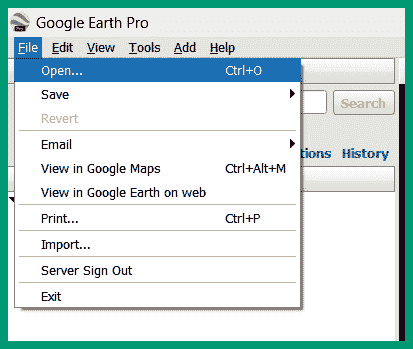 Google Earth Pro
File Edit View Tools Add Help
Open... Ctrl+O
Save
Search
Revert
Email
tions History
View in Google Maps Ctrl+Alt+M
View in Google Earth on web
Print... Ctrl+P
Import...
Server Sign Out
Exit